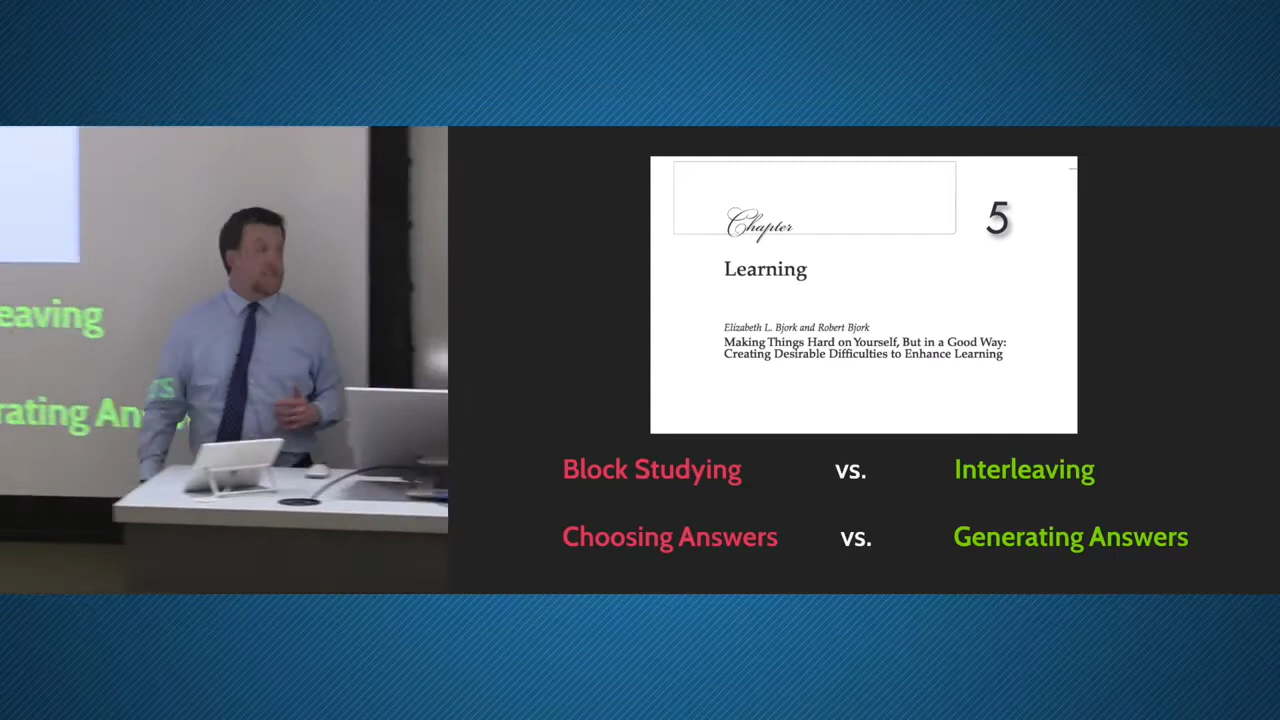 eaving
rs
rating An
Chapter
5
Learning
Elizabeth L. Bjork and Robert Bjork
Making Things Hard on Yourself, But in a Good Way:
Creating Desirable Difficulties to Enhance Learning
Block Studying vs. Interleaving
Choosing Answers vs. Generating Answers